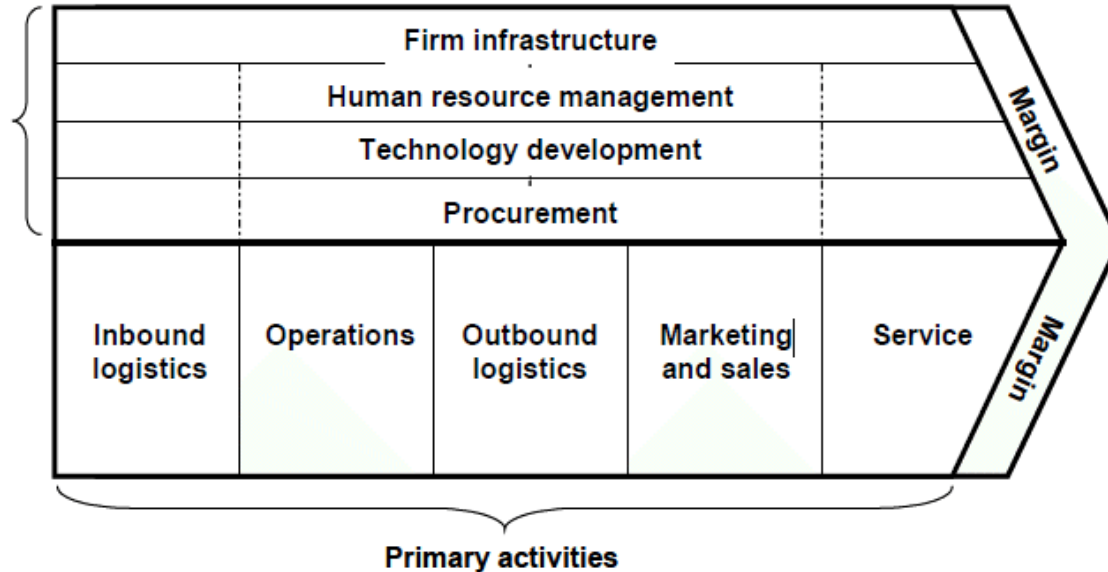 Firm infrastructure
Human resource management
Technology development
Procurement
Margin
Inbound
logistics
Operations
Outbound
logistics
Marketing
and sales
Service
Margin
Primary activities